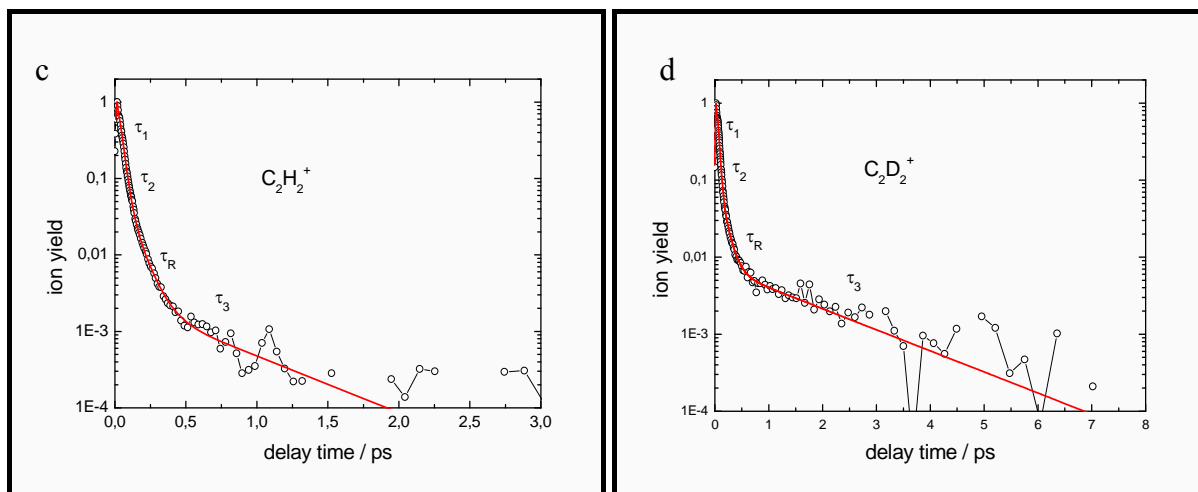 c
1
0,1
0,01
1E-3
1E-4
ion yield
τ1
τ2
τR
τ3
C2H2+
0,0 0,5 1,0 1,5 2,0 2,5 3,0
delay time / ps
d
1
0,1
0,01
1E-3
1E-4
ion yield
τ1
τ2
τR
τ3
C2D2+
0 1 2 3 4 5 6 7 8
delay time / ps